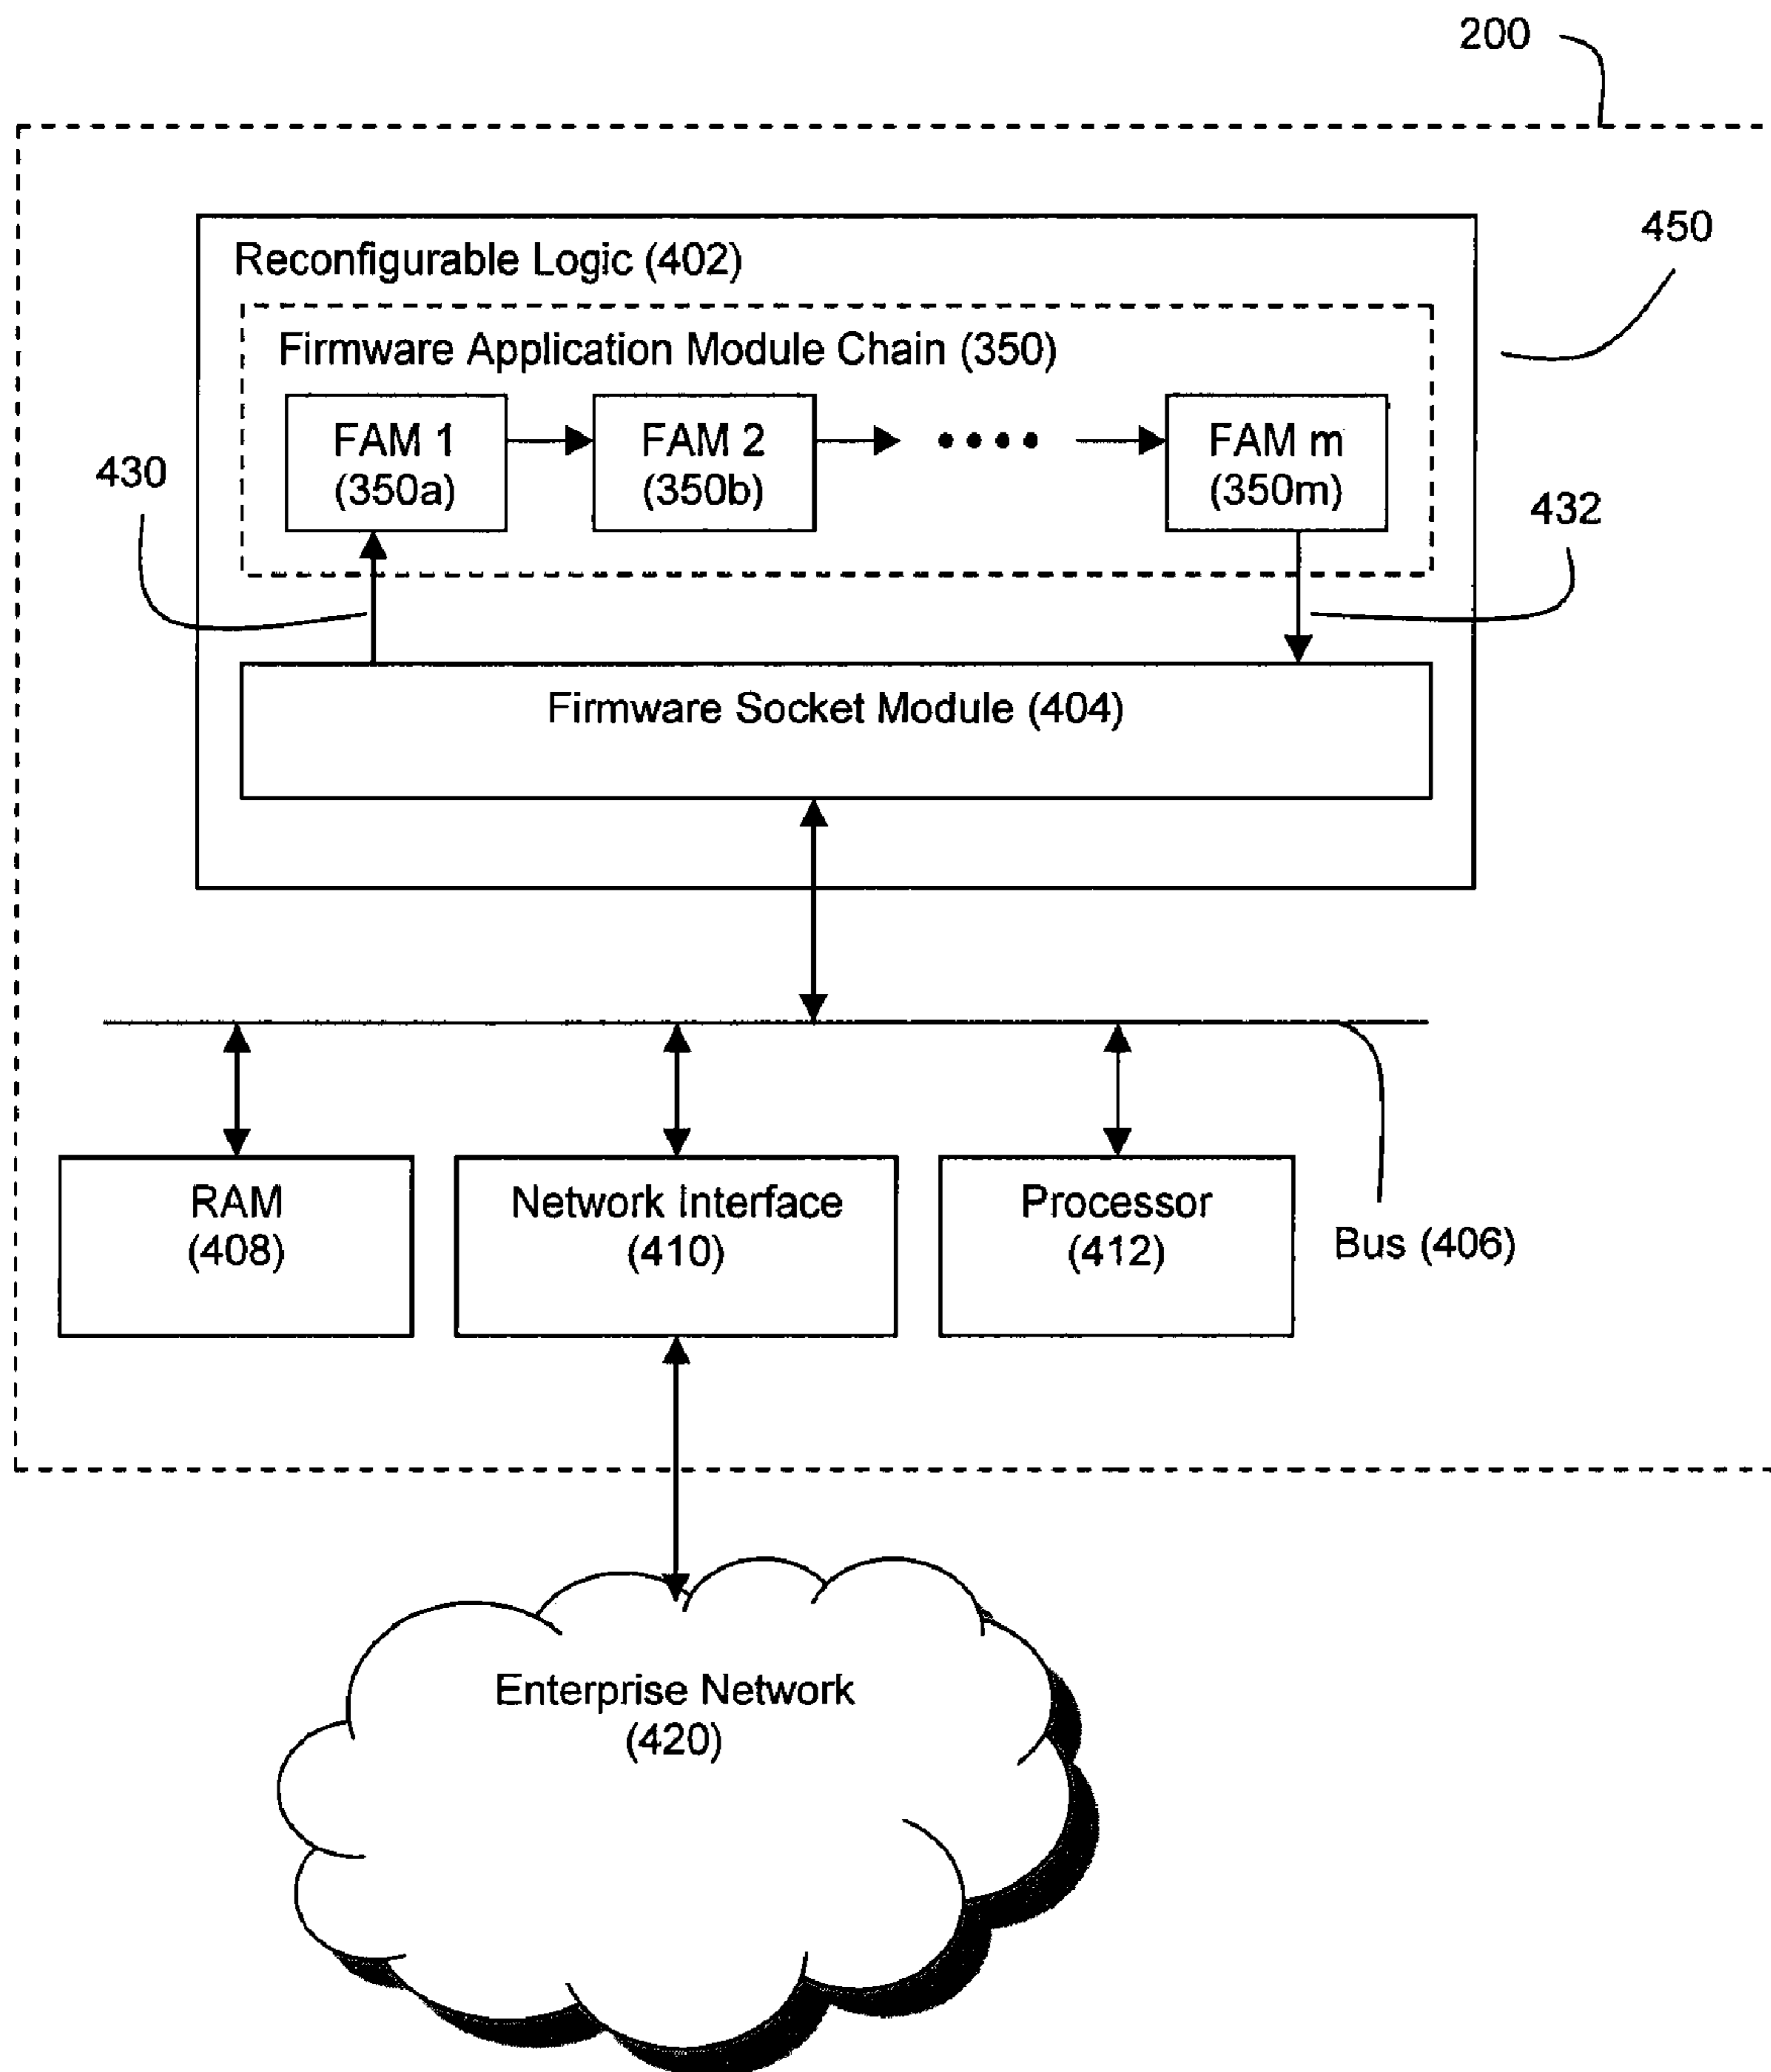 200
450
Reconfigurable Logic (402)
Firmware Application Module Chain (350)
FAM 1
(350a)
FAM 2
(350b)
FAM m
(350m)
430
432
Firmware Socket Module (404)
RAM
(408)
Network Interface
(410)
Processor
(412)
Bus (406)
Enterprise Network
(420)